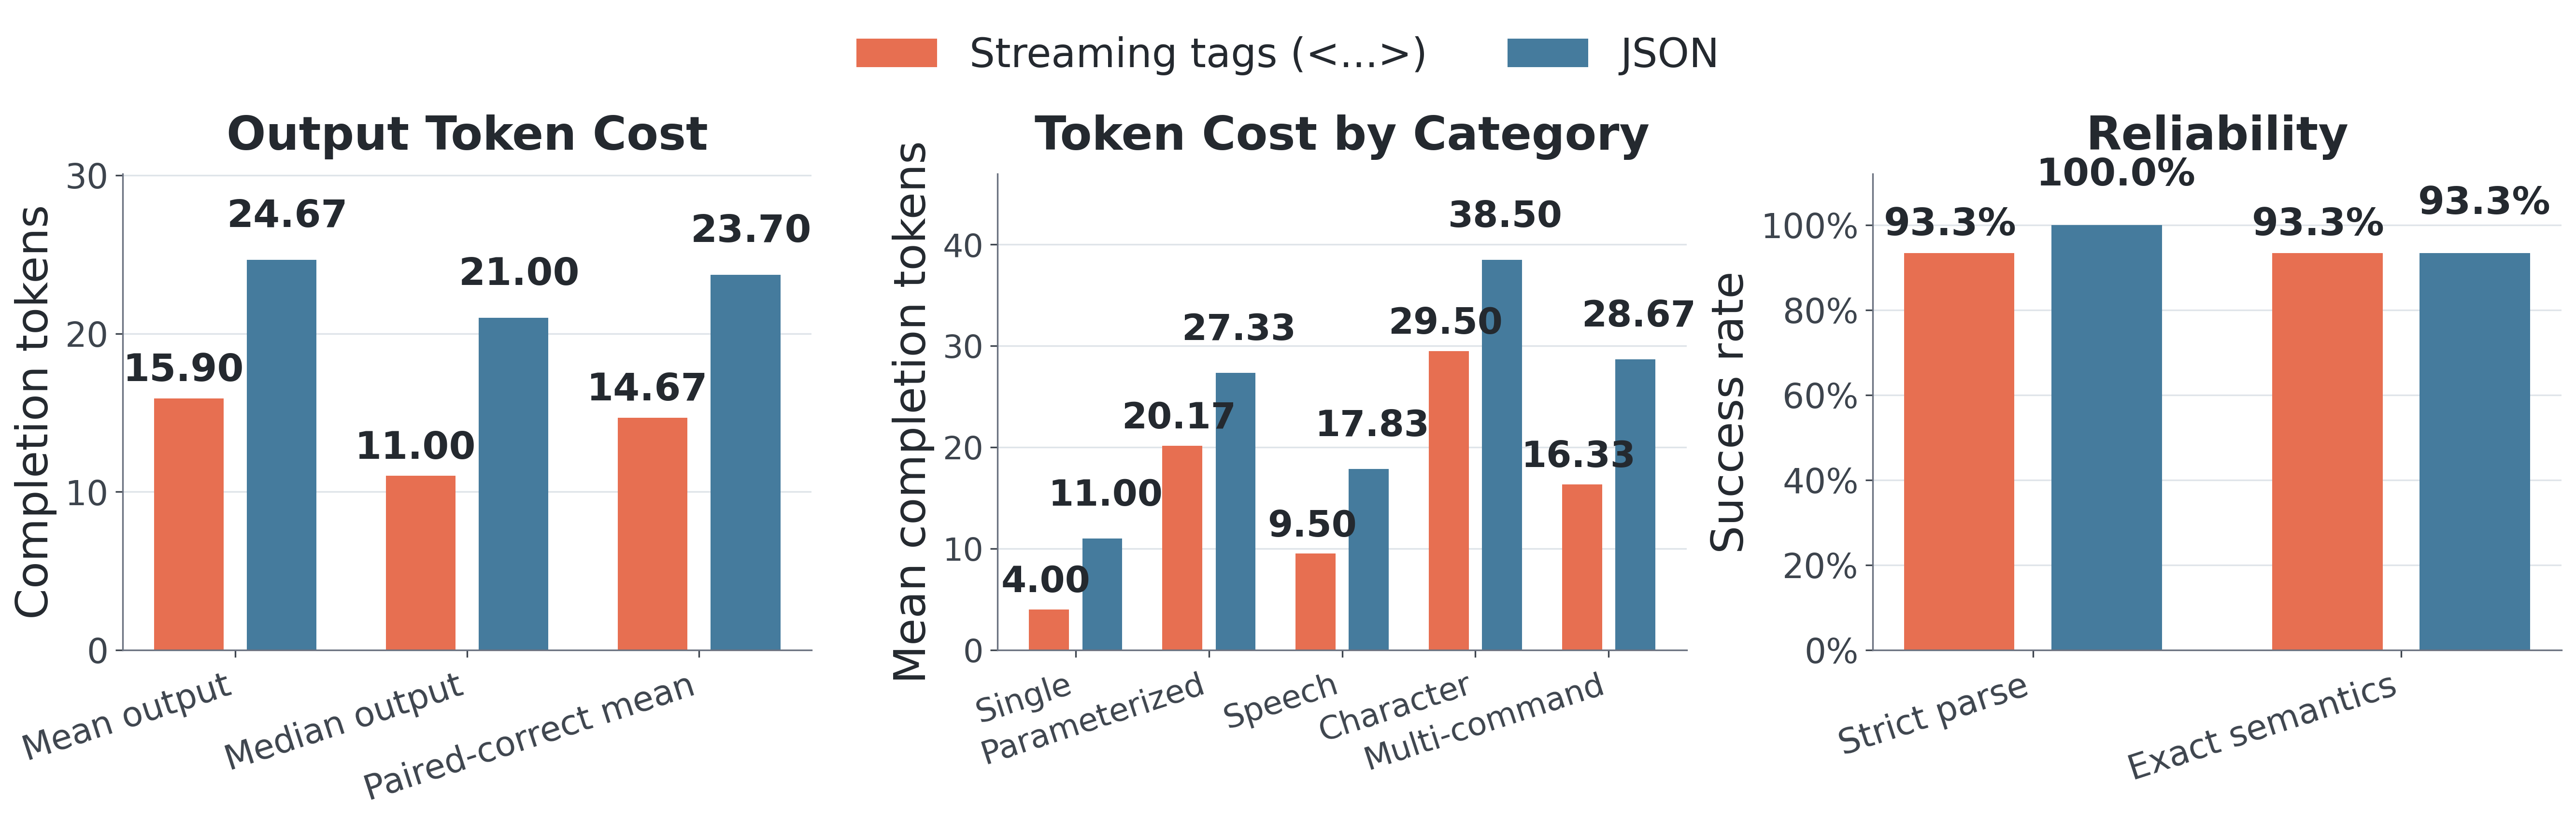 Streaming tags (<...>) JSON
Output Token Cost
Completion tokens
30
20
10
0
15.90
24.67
11.00
21.00
14.67
23.70
Mean output
Median output
Paired-correct mean
Token Cost by Category
Mean completion tokens
40
30
20
10
0
4.00
11.00
20.17
27.33
9.50
17.83
29.50
38.50
16.33
28.67
Single
Parameterized
Speech
Character
Multi-command
Reliability
Success rate
100%
80%
60%
40%
20%
0%
93.3%
100.0%
93.3%
93.3%
Strict parse
Exact semantics